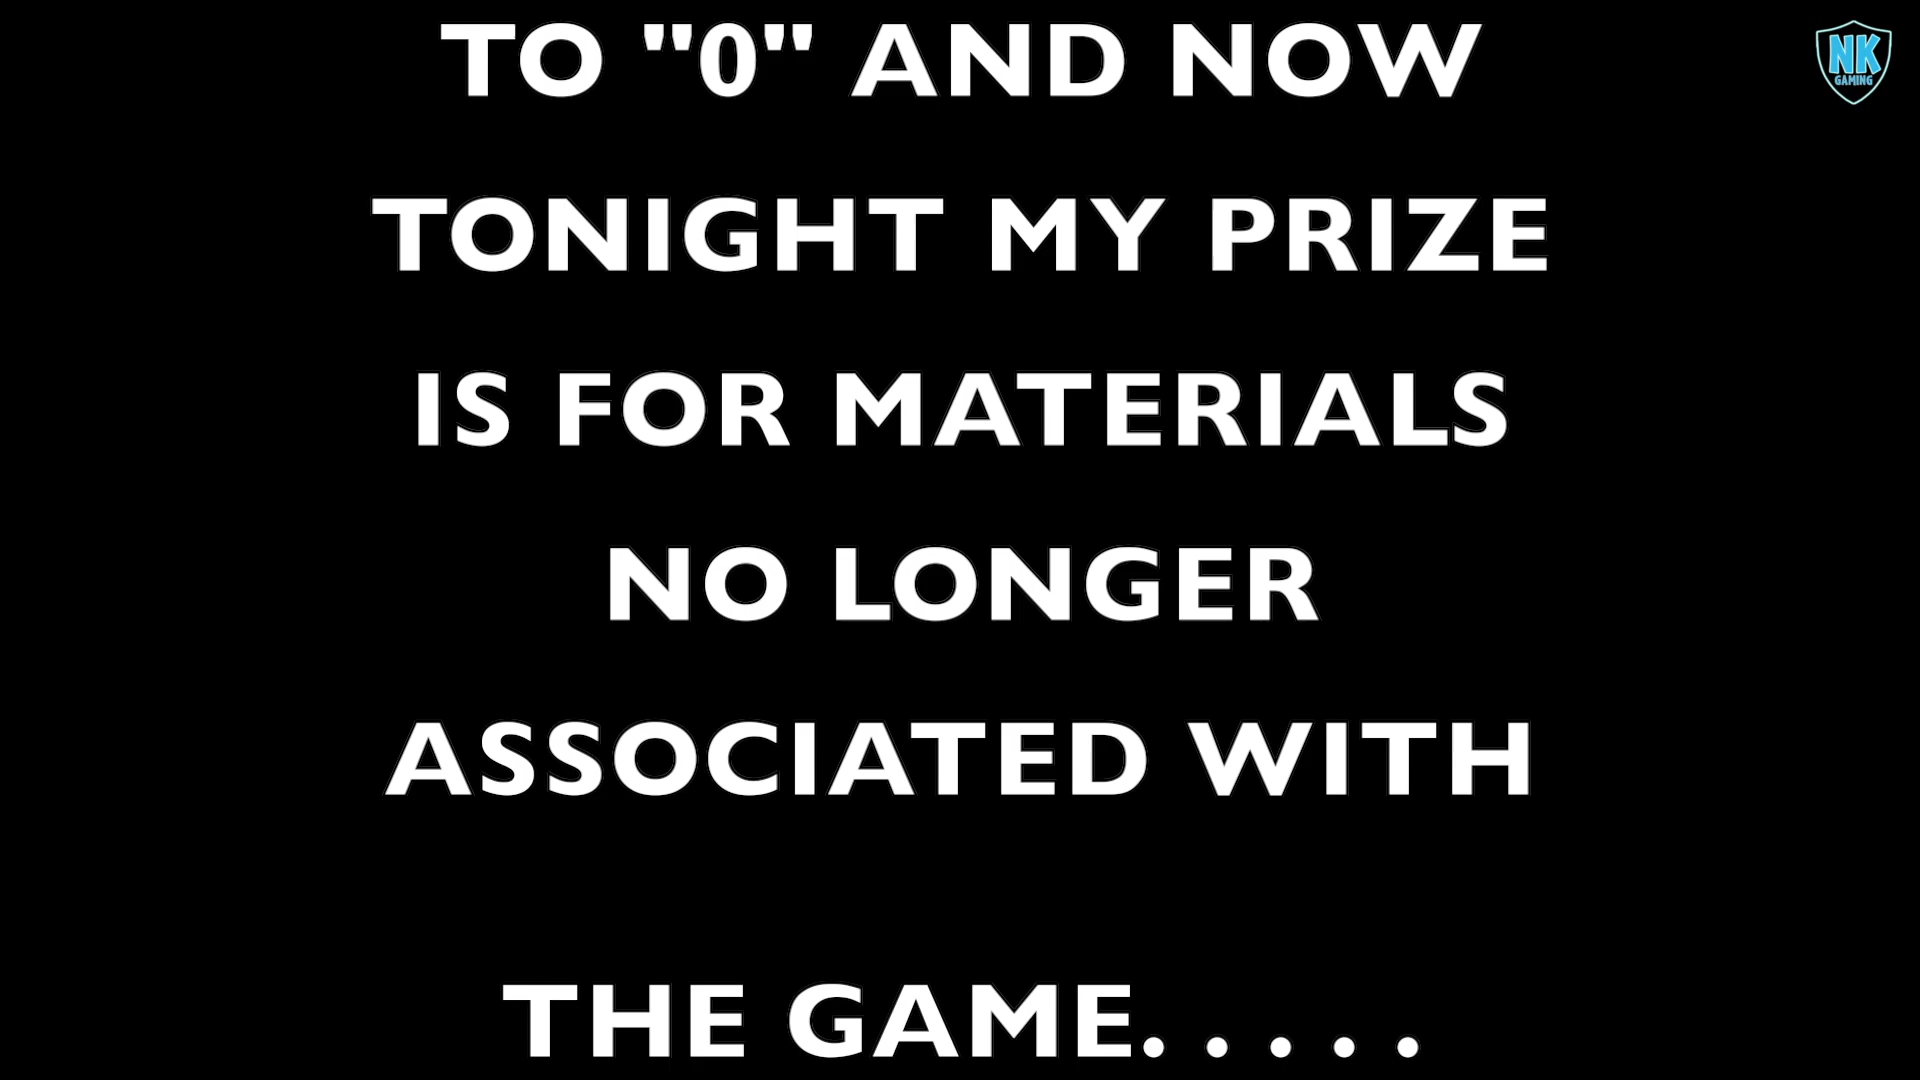 TO "0" AND NOW
TONIGHT MY PRIZE
IS FOR MATERIALS
NO LONGER
ASSOCIATED WITH
THE GAME. . . . .
NK
GAMING